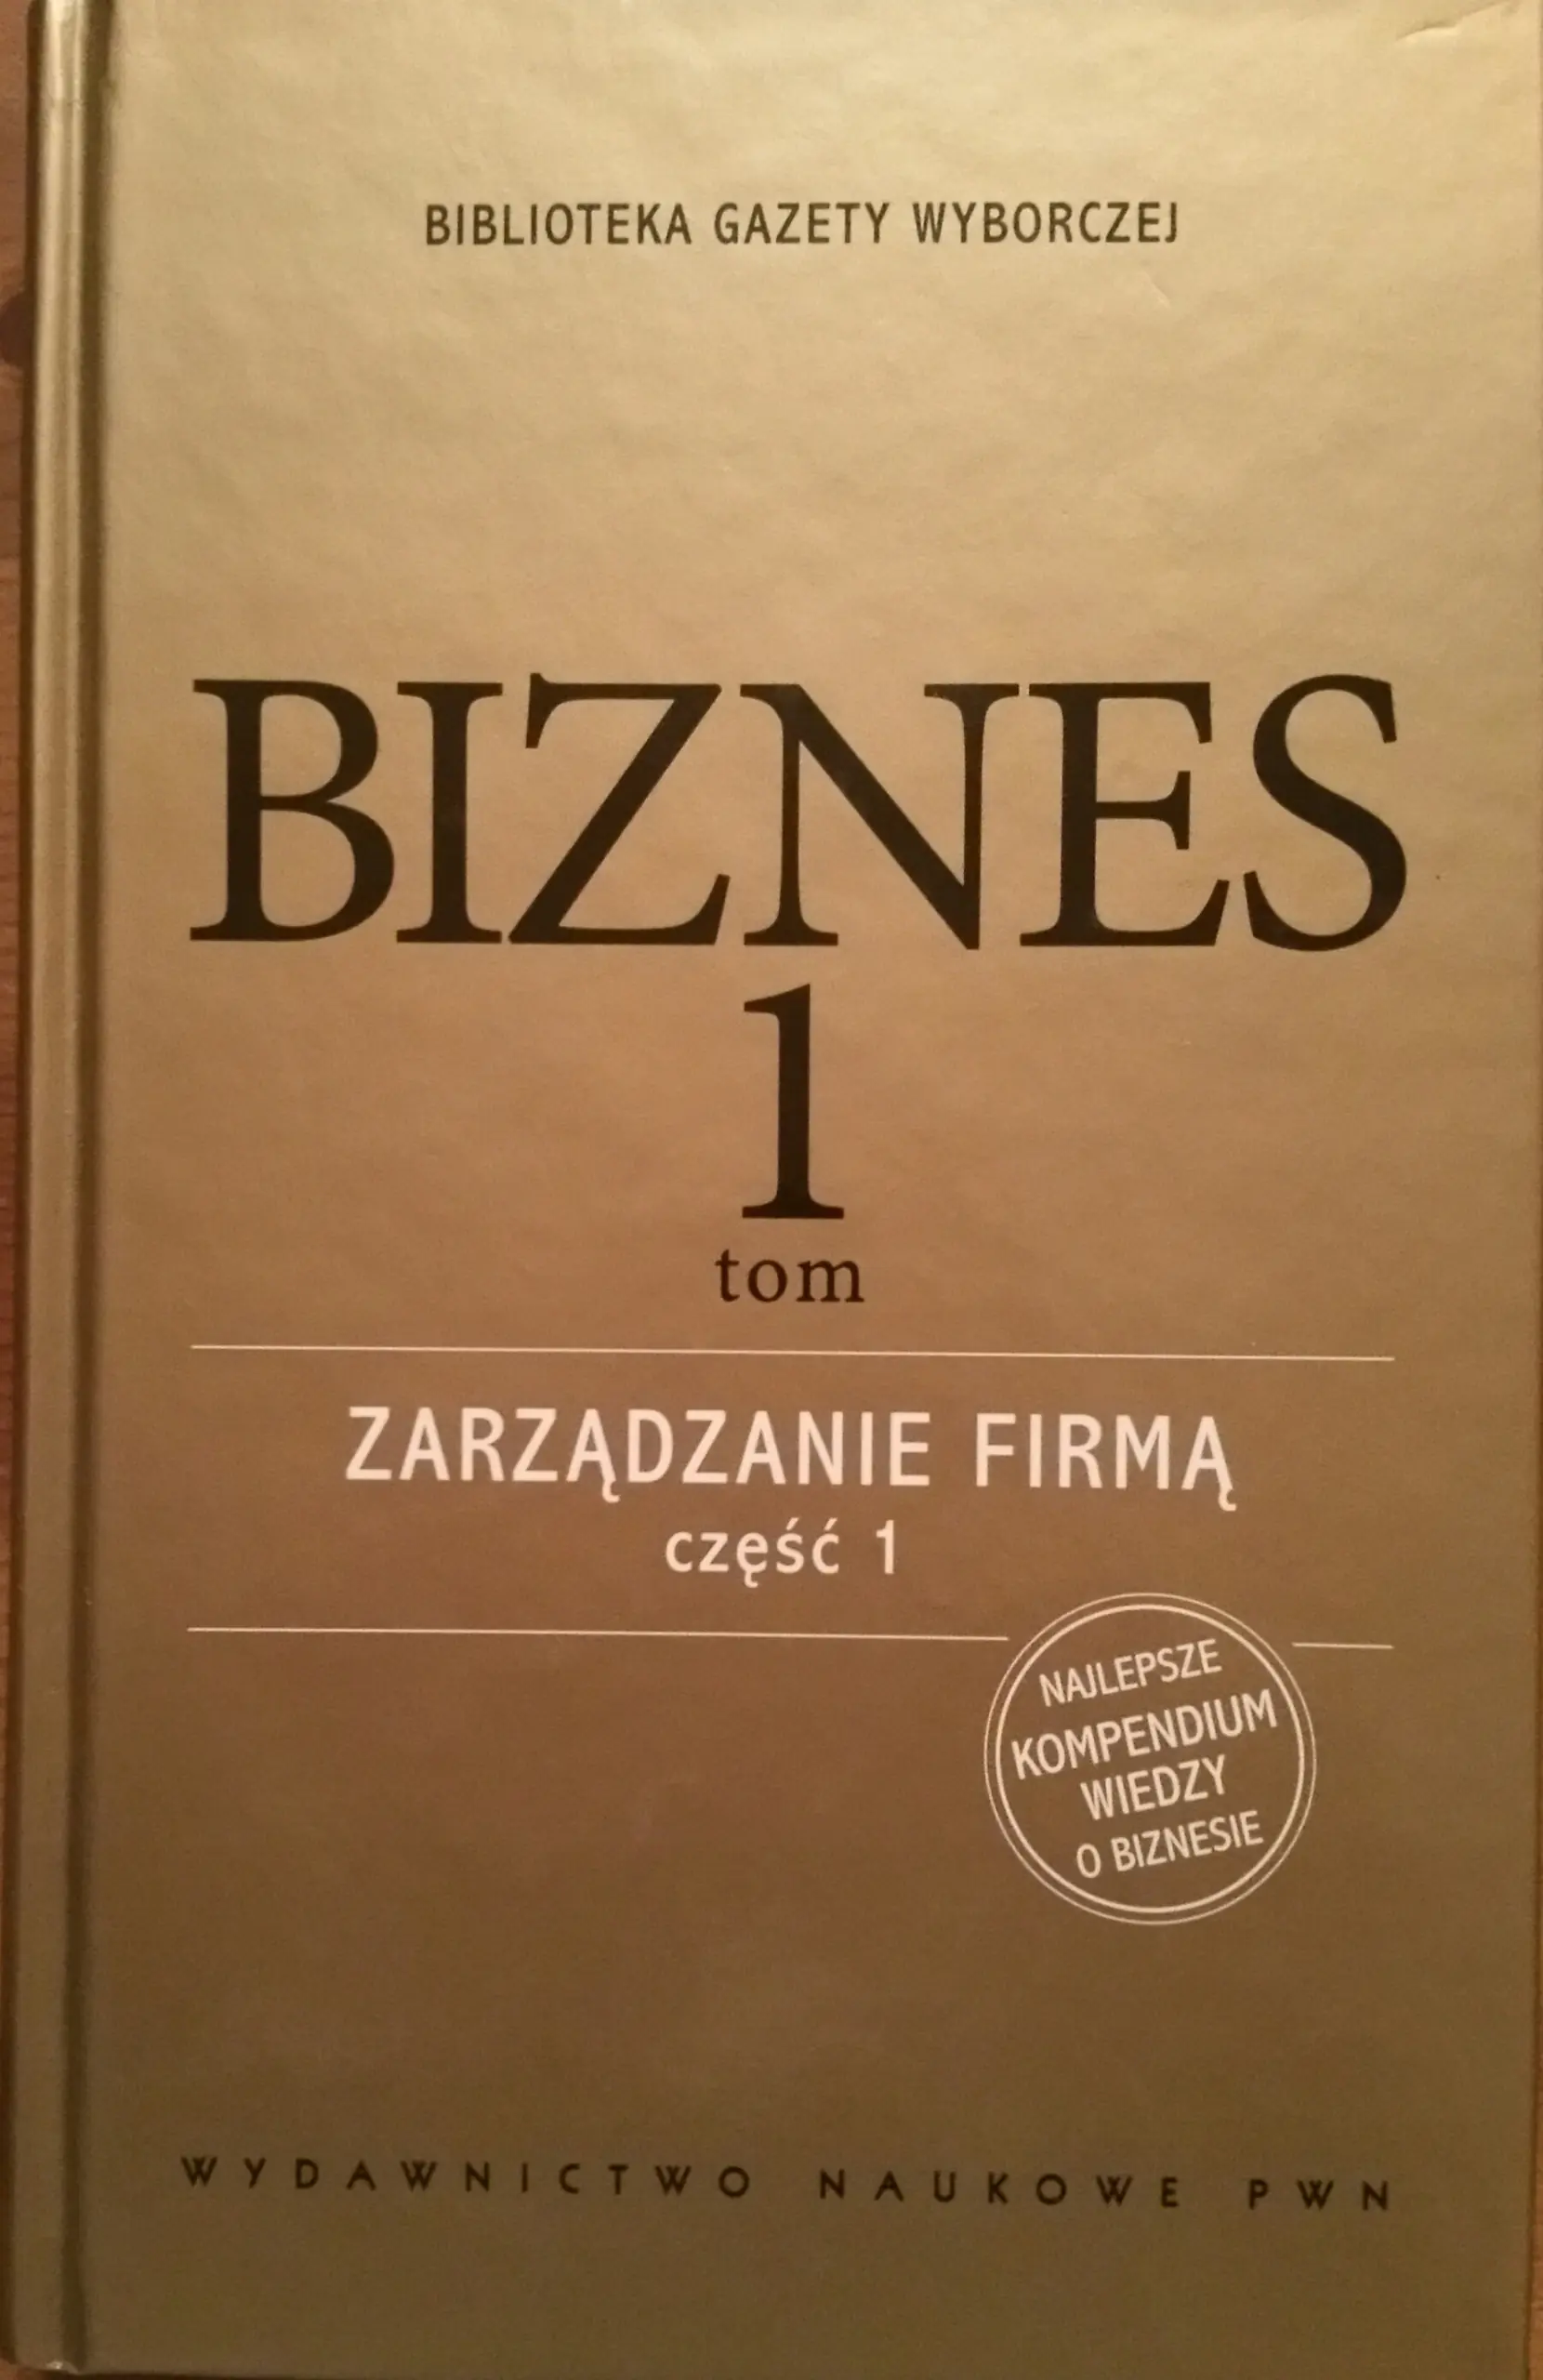 BIBLIOTEKA GAZETY WYBORCZEJ
BIZNES
1
tom
ZARZĄDZANIE FIRMĄ
część 1
NAJLEPSZE
KOMPENDIUM
WIEDZY
O BIZNESIE
WYDAWNICTWO NAUKOWE PWN